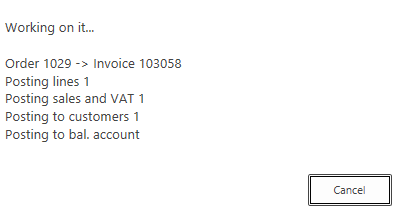 Working on it...
Order 1029 -> Invoice 103058
Posting lines 1
Posting sales and VAT 1
Posting to customers 1
Posting to bal. account
Cancel